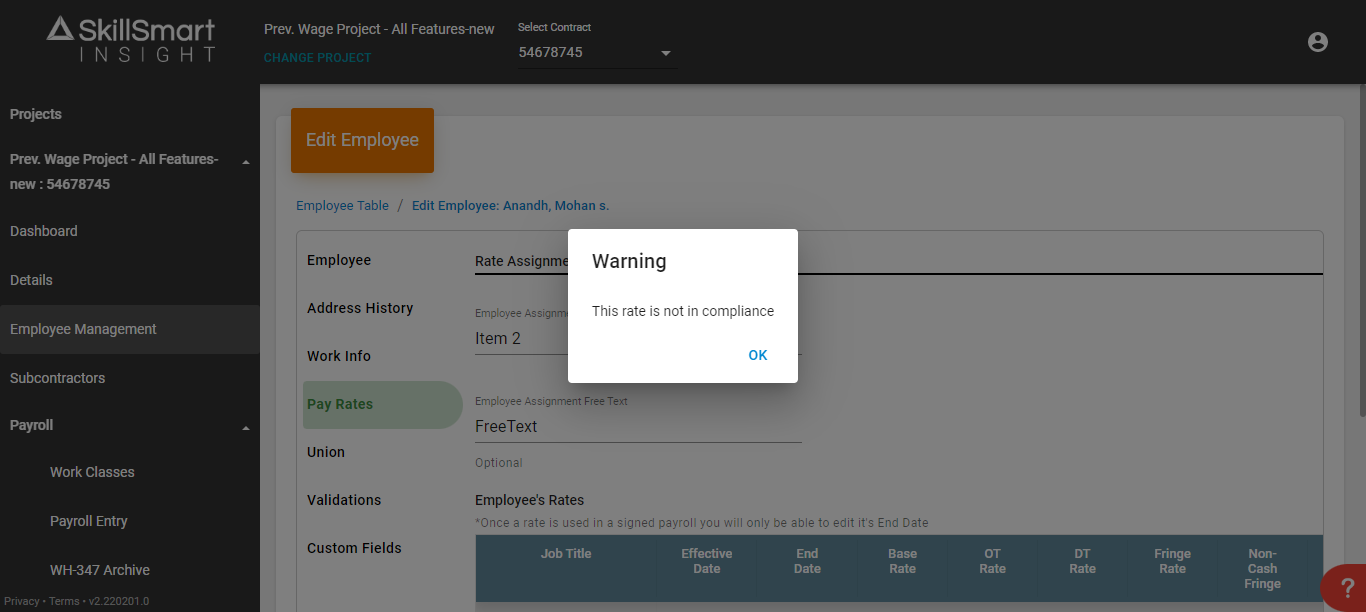 SkillSmart
INSIGHT
Prev. Wage Project - All Features-new
CHANGE PROJECT
Select Contract
54678745
Projects
Prev. Wage Project - All Features-
new : 54678745
Dashboard
Details
Employee Management
Subcontractors
Payroll
Work Classes
Payroll Entry
WH-347 Archive
Privacy • Terms • v2.220201.0
Edit Employee
Employee Table / Edit Employee: Anandh, Mohan s.
Employee
Address History
Work Info
Pay Rates
Union
Validations
Custom Fields
Rate Assignme
Employee Assignm
Item 2
Employee Assignment Free Text
FreeText
Optional
Employee's Rates
*Once a rate is used in a signed payroll you will only be able to edit it's End Date
Job Title
Effective
Date
End
Date
Base
Rate
OT
Rate
DT
Rate
Fringe
Rate
Non-
Cash
Fringe
Warning
This rate is not in compliance
OK
?